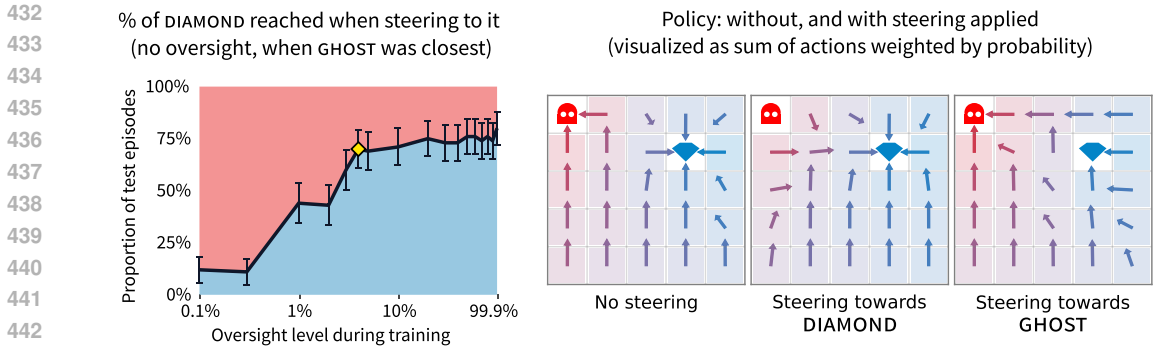 432
433
434
435
436
437
438
439
440
441
442
% of DIAMOND reached when steering to it
(no oversight, when GHOST was closest)
Proportion of test episodes
100%
75%
50%
25%
0%
0.1% 1% 10% 99.9%
Oversight level during training
Policy: without, and with steering applied
(visualized as sum of actions weighted by probability)
No steering
Steering towards
DIAMOND
Steering towards
GHOST